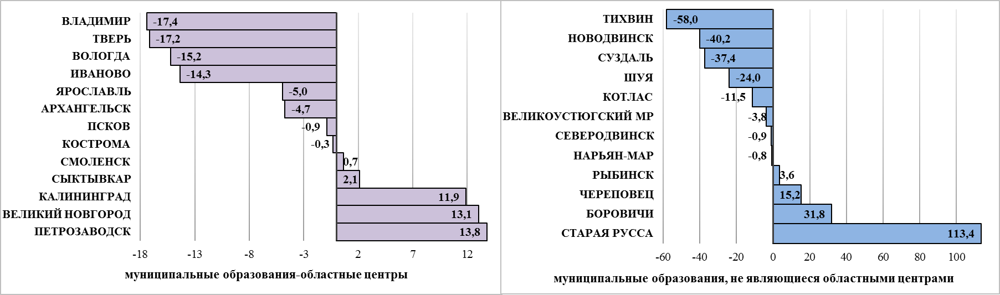 ВЛАДИМИР -17,4
ТВЕРЬ -17,2
ВОЛОГДА -15,2
ИВАНОВО -14,3
ЯРОСЛАВЛЬ -5,0
АРХАНГЕЛЬСК -4,7
ПСКОВ -0,9
КОСТРОМА -0,3
СМОЛЕНСК 0,7
СЫКТЫВКАР 2,1
КАЛИНИНГРАД 11,9
ВЕЛИКИЙ НОВГОРОД 13,1
ПЕТРОЗАВОДСК 13,8
-18 -13 -8 -3 2 7 12
муниципальные образования-областные центры
ТИХВИН -58,0
НОВОДВИНСК -40,2
СУЗДАЛЬ -37,4
ШУЯ -24,0
КОТЛАС -11,5
ВЕЛИКОУСТЮГСКИЙ МР -3,8
СЕВЕРОДВИНСК -0,9
НАРЬЯН-МАР -0,8
РЫБИНСК 3,6
ЧЕРЕПОВЕЦ 15,2
БОРОВИЧИ 31,8
СТАРАЯ РУССА 113,4
-60 -40 -20 0 20 40 60 80 100
муниципальные образования, не являющиеся областными центрами